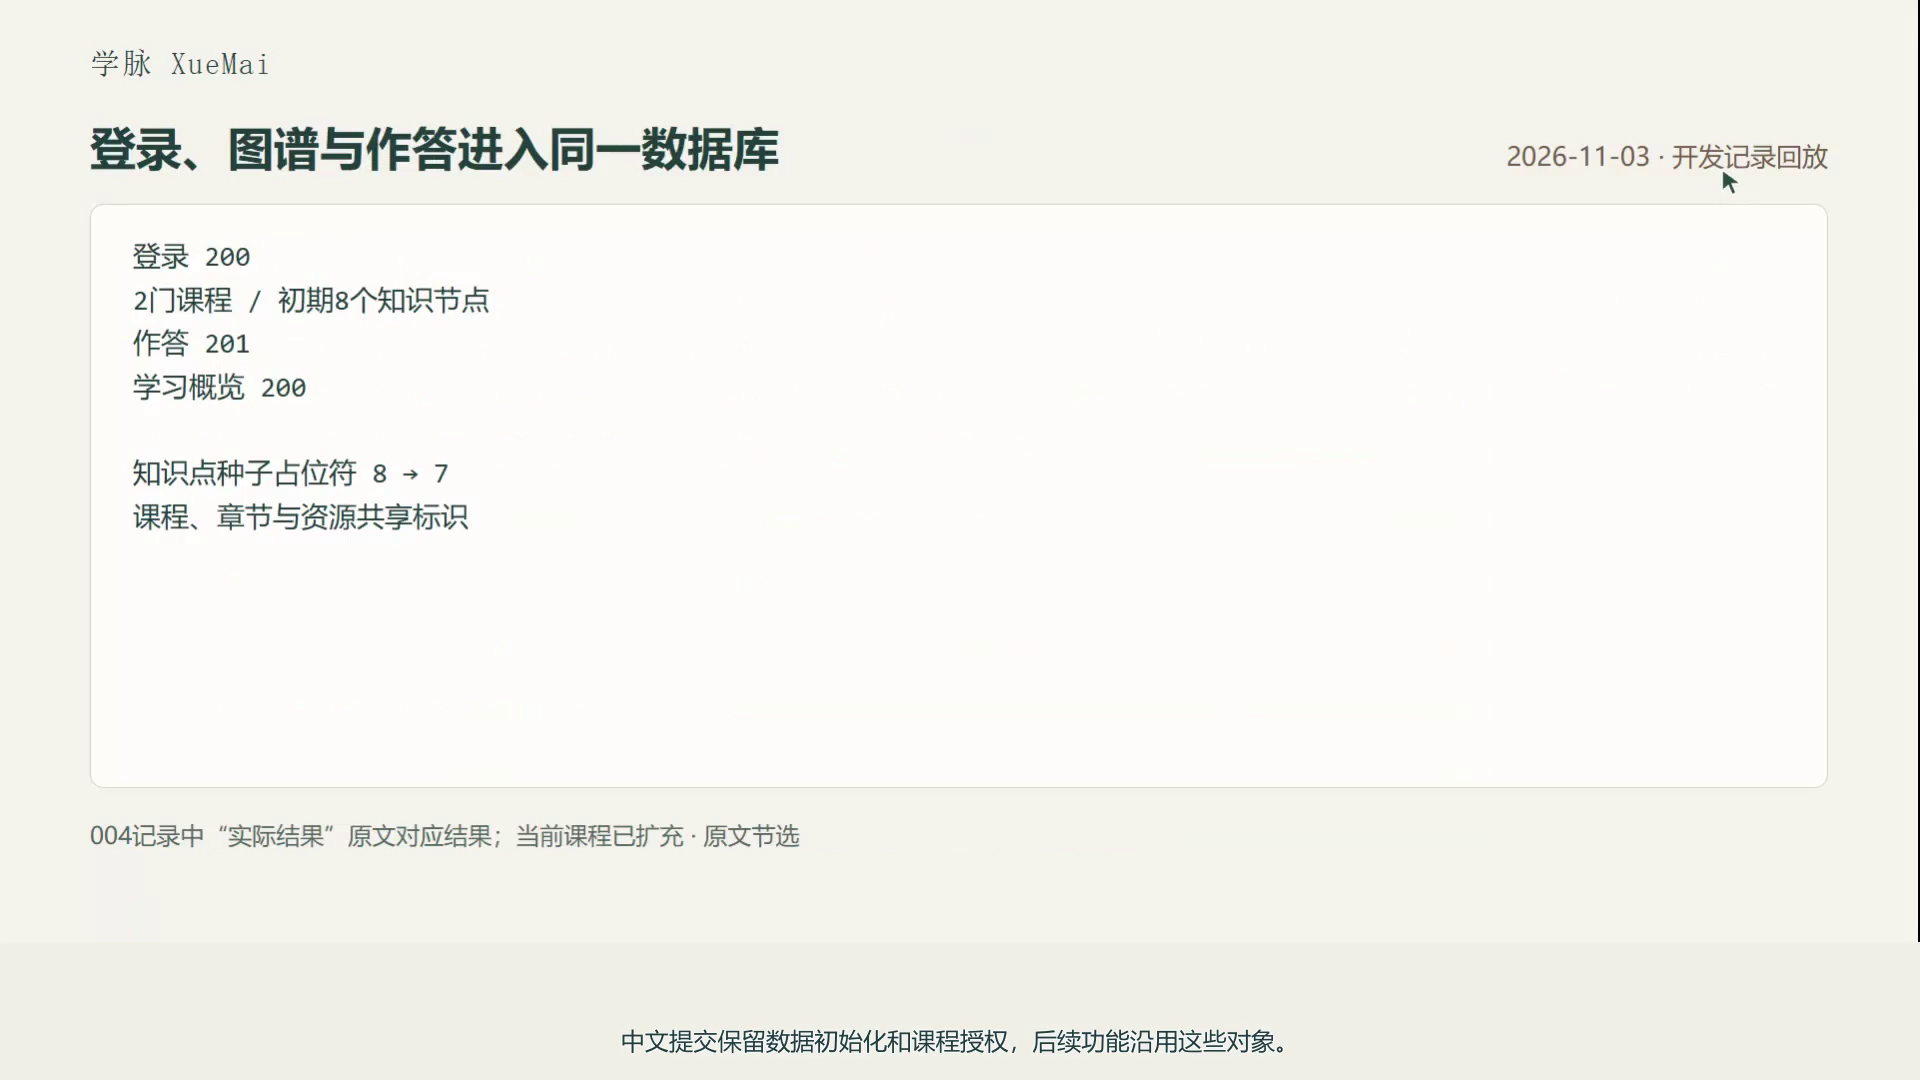 学脉 XueMai
登录、图谱与作答进入同一数据库
2026-11-03 · 开发记录回放
登录 200
2门课程 / 初期8个知识节点
作答 201
学习概览 200
知识点种子占位符 8 → 7
课程、章节与资源共享标识
004记录中“实际结果”原文对应结果；当前课程已扩充 · 原文节选
中文提交保留数据初始化和课程授权，后续功能沿用这些对象。